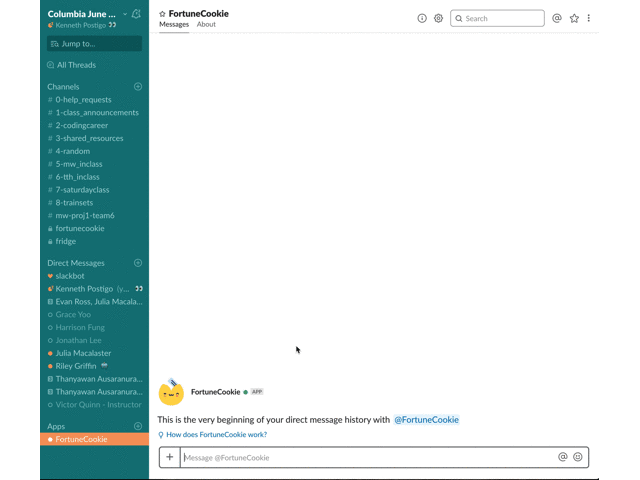 Columbia June ...
Kenneth Postigo
Jump to...
All Threads
Channels
# 0-help_requests
# 1-class_announcements
# 2-codingcareer
# 3-shared_resources
# 4-random
# 5-mw_inclass
# 6-tth_inclass
# 7-saturdayclass
# 8-trainsets
# mw-proj1-team6
fortunecookie
fridge
Direct Messages
slackbot
Kenneth Postigo (y...
Evan Ross, Julia Macala...
Grace Yoo
Harrison Fung
Jonathan Lee
Julia Macalaster
Riley Griffin
Thanyawan Ausaranura...
Thanyawan Ausaranura...
Victor Quinn - Instructor
Apps
FortuneCookie
FortuneCookie
Messages About
Search
FortuneCookie APP
This is the very beginning of your direct message history with @FortuneCookie
How does FortuneCookie work?
Message @FortuneCookie